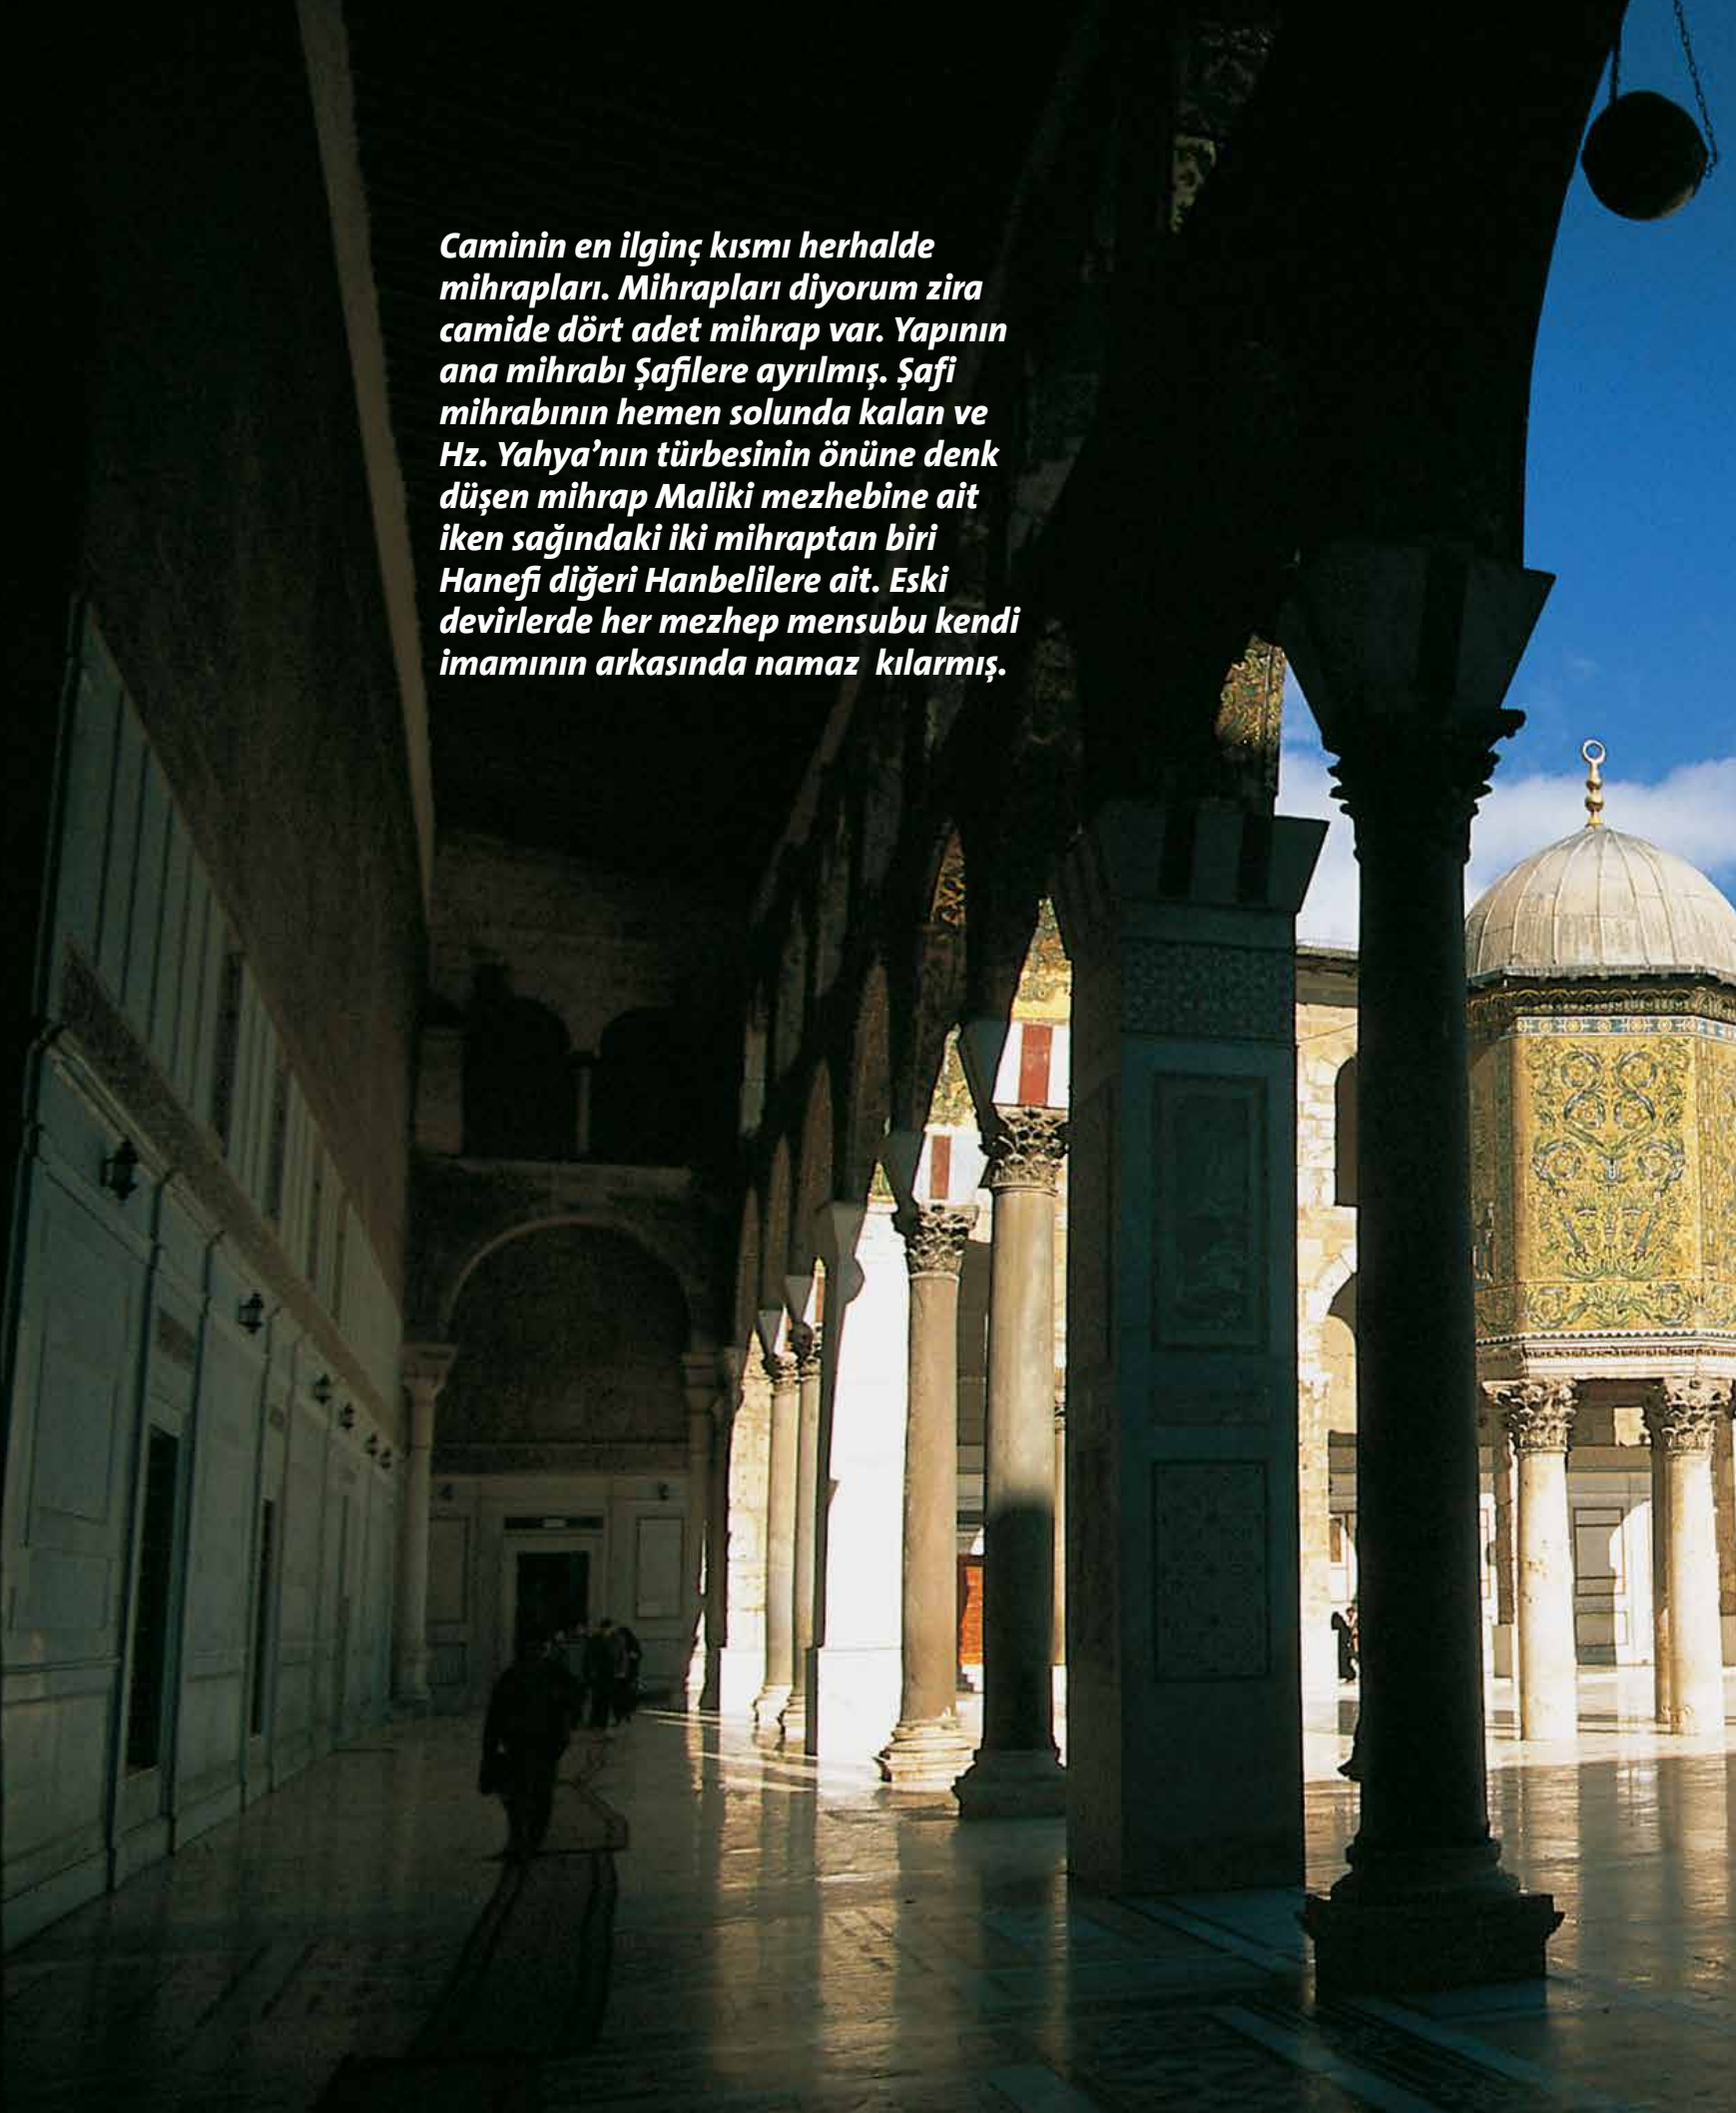 Caminin en ilginç kısmı herhalde
mihrapları. Mihrapları diyorum zira
camide dört adet mihrap var. Yapının
ana mihrabı Şafilere ayrılmış. Şafi
mihrabının hemen solunda kalan ve
Hz. Yahya’nın türbesinin önüne denk
düşen mihrap Maliki mezhebine ait
iken sağındaki iki mihraptan biri
Hanefi diğeri Hanbelilere ait. Eski
devirlerde her mezhep mensubu kendi
imamının arkasında namaz  kılarmış.